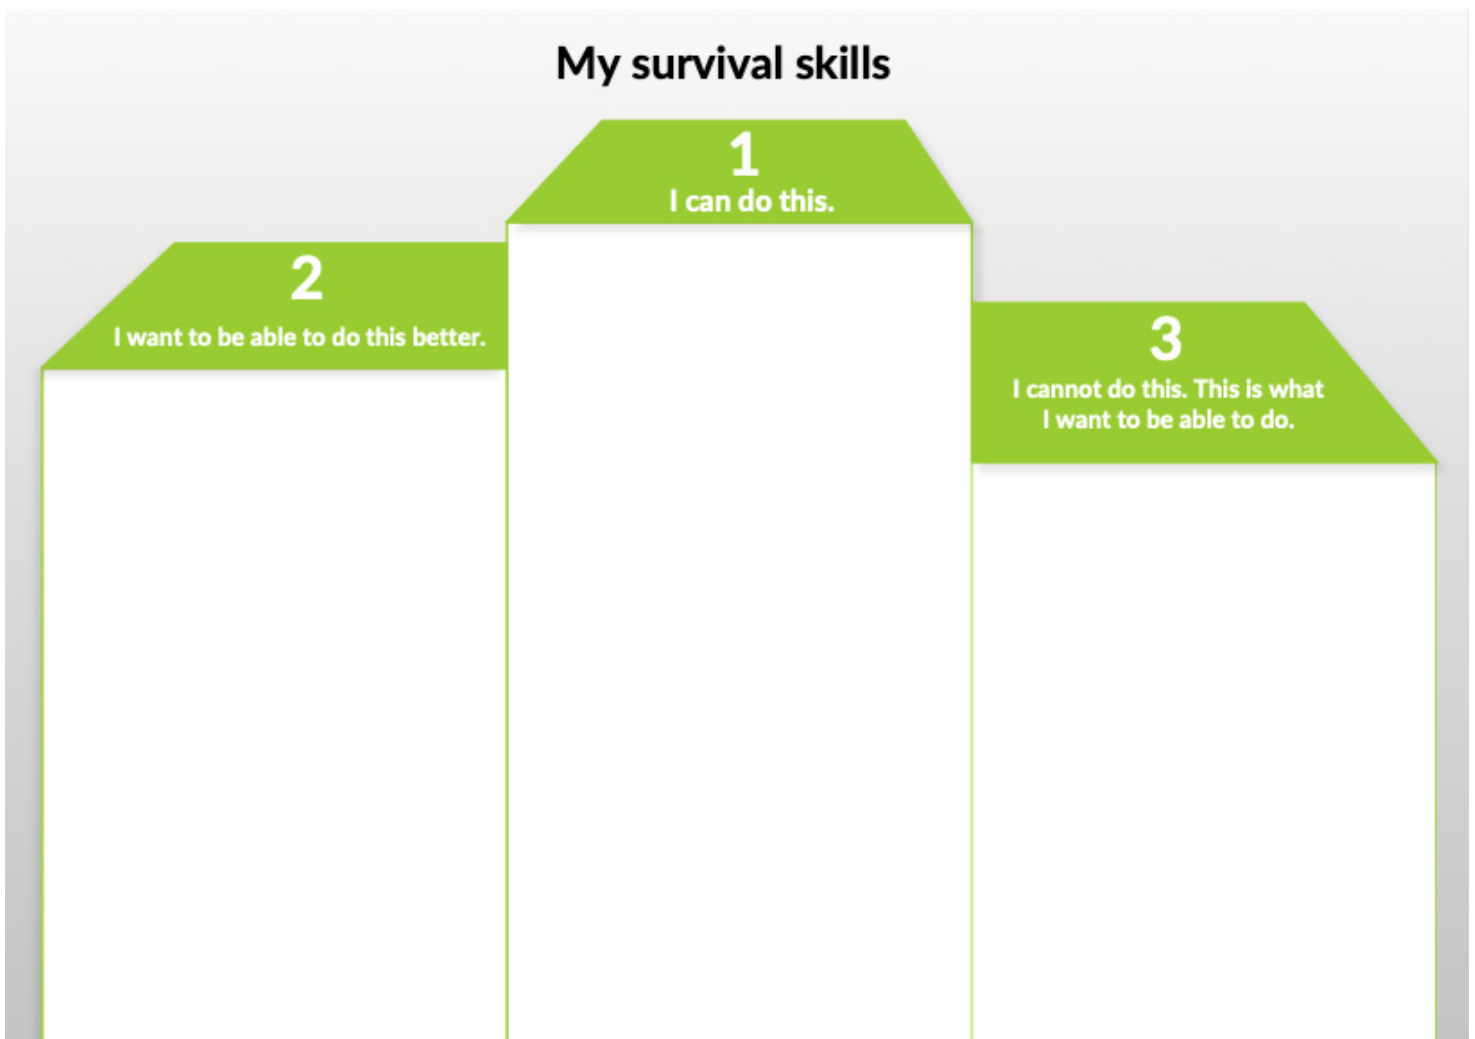 My survival skills
1
I can do this.
2
I want to be able to do this better.
3
I cannot do this. This is what
I want to be able to do.